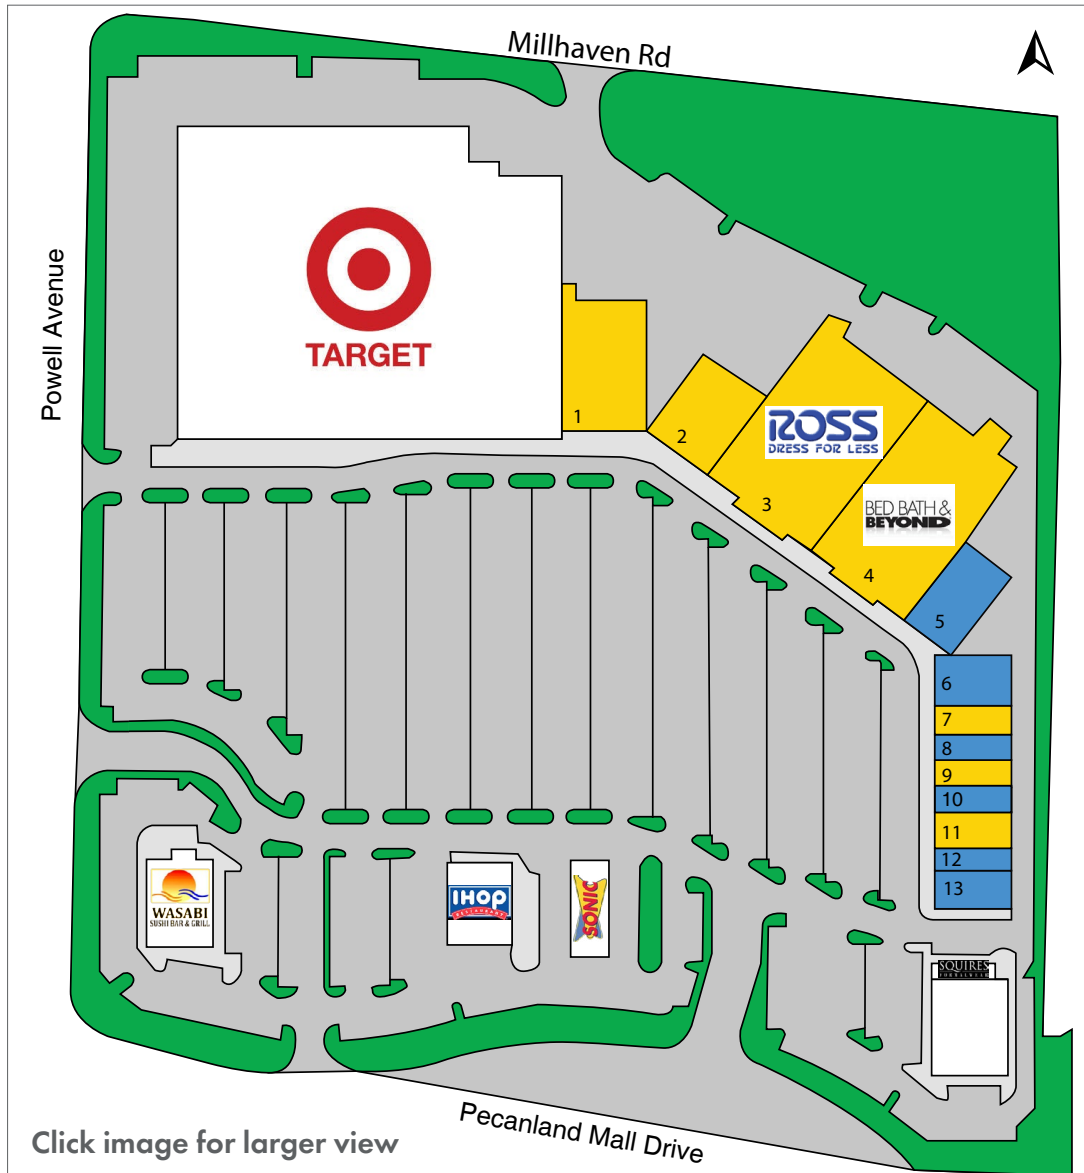 Millhaven Rd
Powell Avenue
TARGET
1
2
ROSS
DRESS FOR LESS
3
BED BATH &
BEYOND
4
5
6
7
8
9
10
11
12
13
WASABI
SUSHI BAR & GRILL
IHOP
RESTAURANT
SONIC
SQUIRES
FORMALWEAR
Pecanland Mall Drive
Click image for larger view